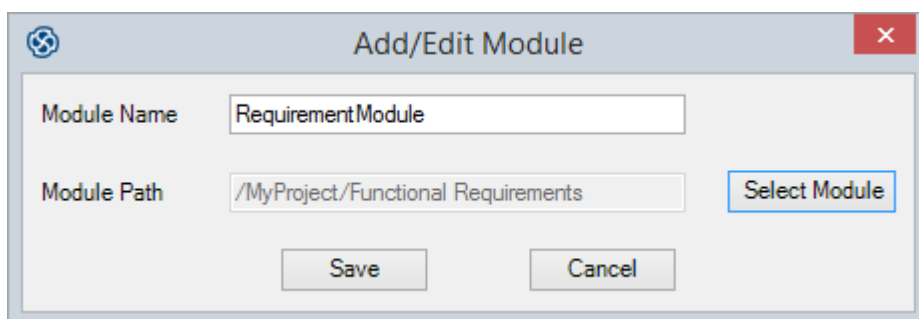 Add/Edit Module
Module Name RequirementModule
Module Path /MyProject/Functional Requirements Select Module
Save Cancel